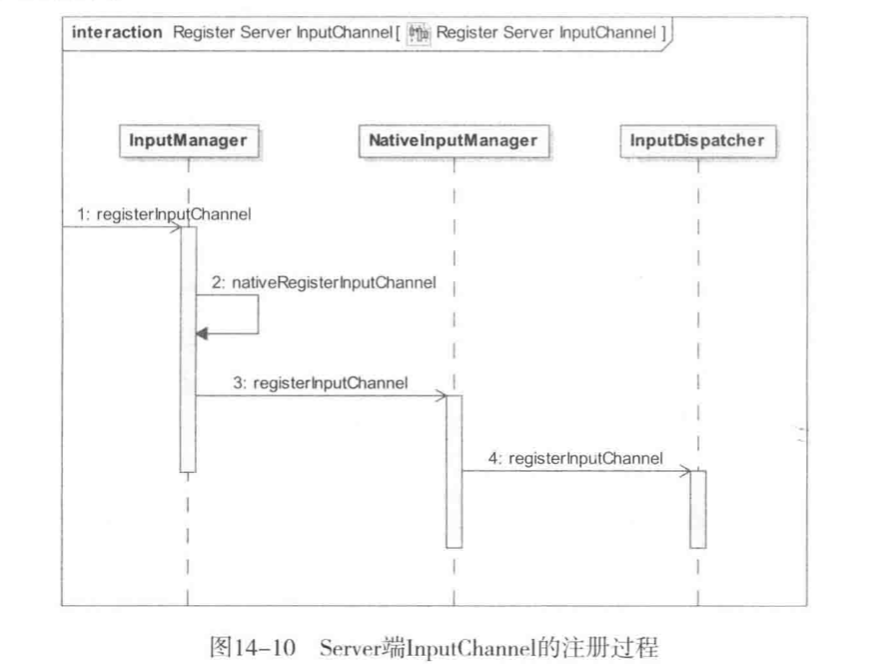 interaction Register Server InputChannel[ Register Server InputChannel ]
InputManager NativeInputManager InputDispatcher
1: registerInputChannel
2: nativeRegisterInputChannel
3: registerInputChannel
4: registerInputChannel
图14-10 Server端InputChannel的注册过程